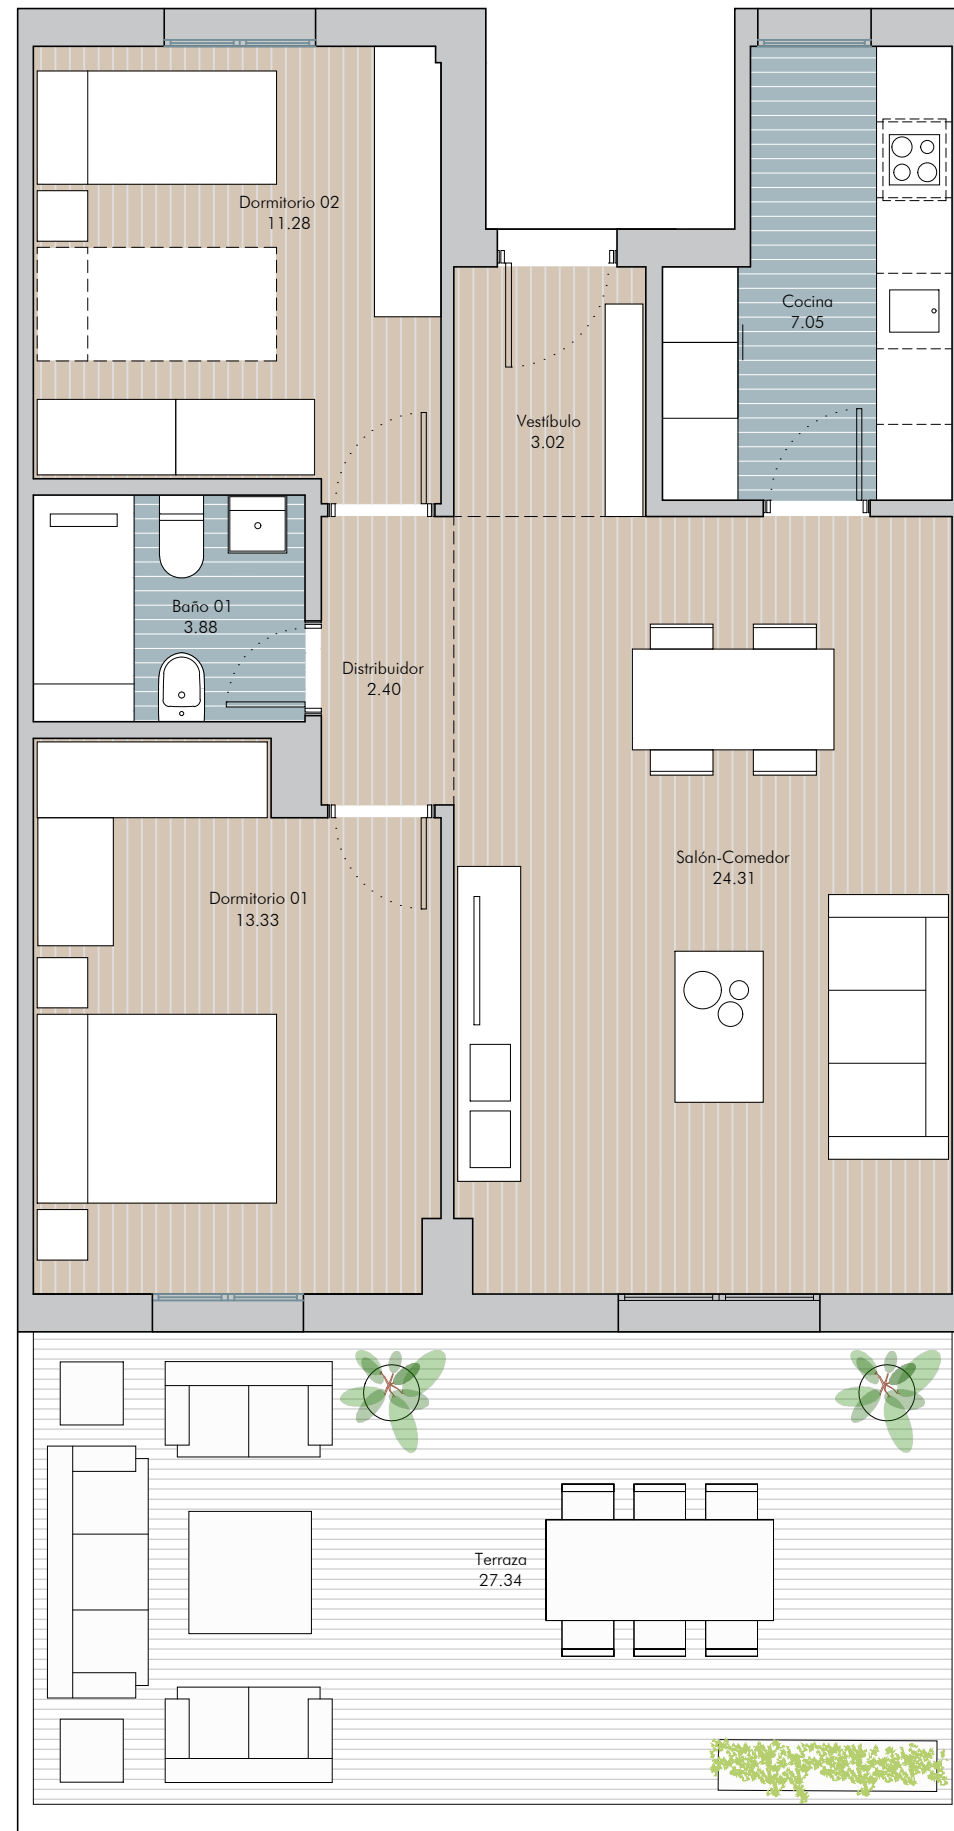 Dormitorio 02
11.28
Cocina
7.05
Vestíbulo
3.02
Baño 01
3.88
Distribuidor
2.40
Salón-Comedor
24.31
Dormitorio 01
13.33
Terraza
27.34